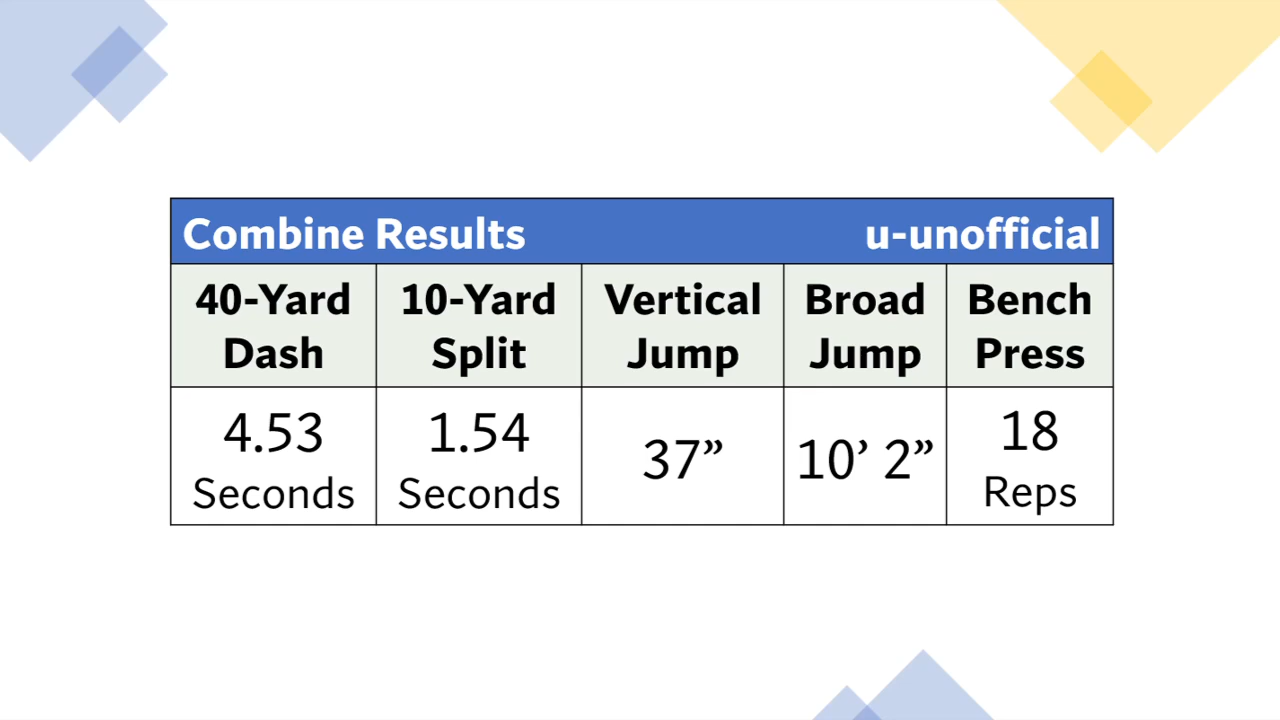 Combine Results u-unofficial
40-Yard Dash 10-Yard Split Vertical Jump Broad Jump Bench Press
4.53 Seconds 1.54 Seconds 37” 10’ 2” 18 Reps